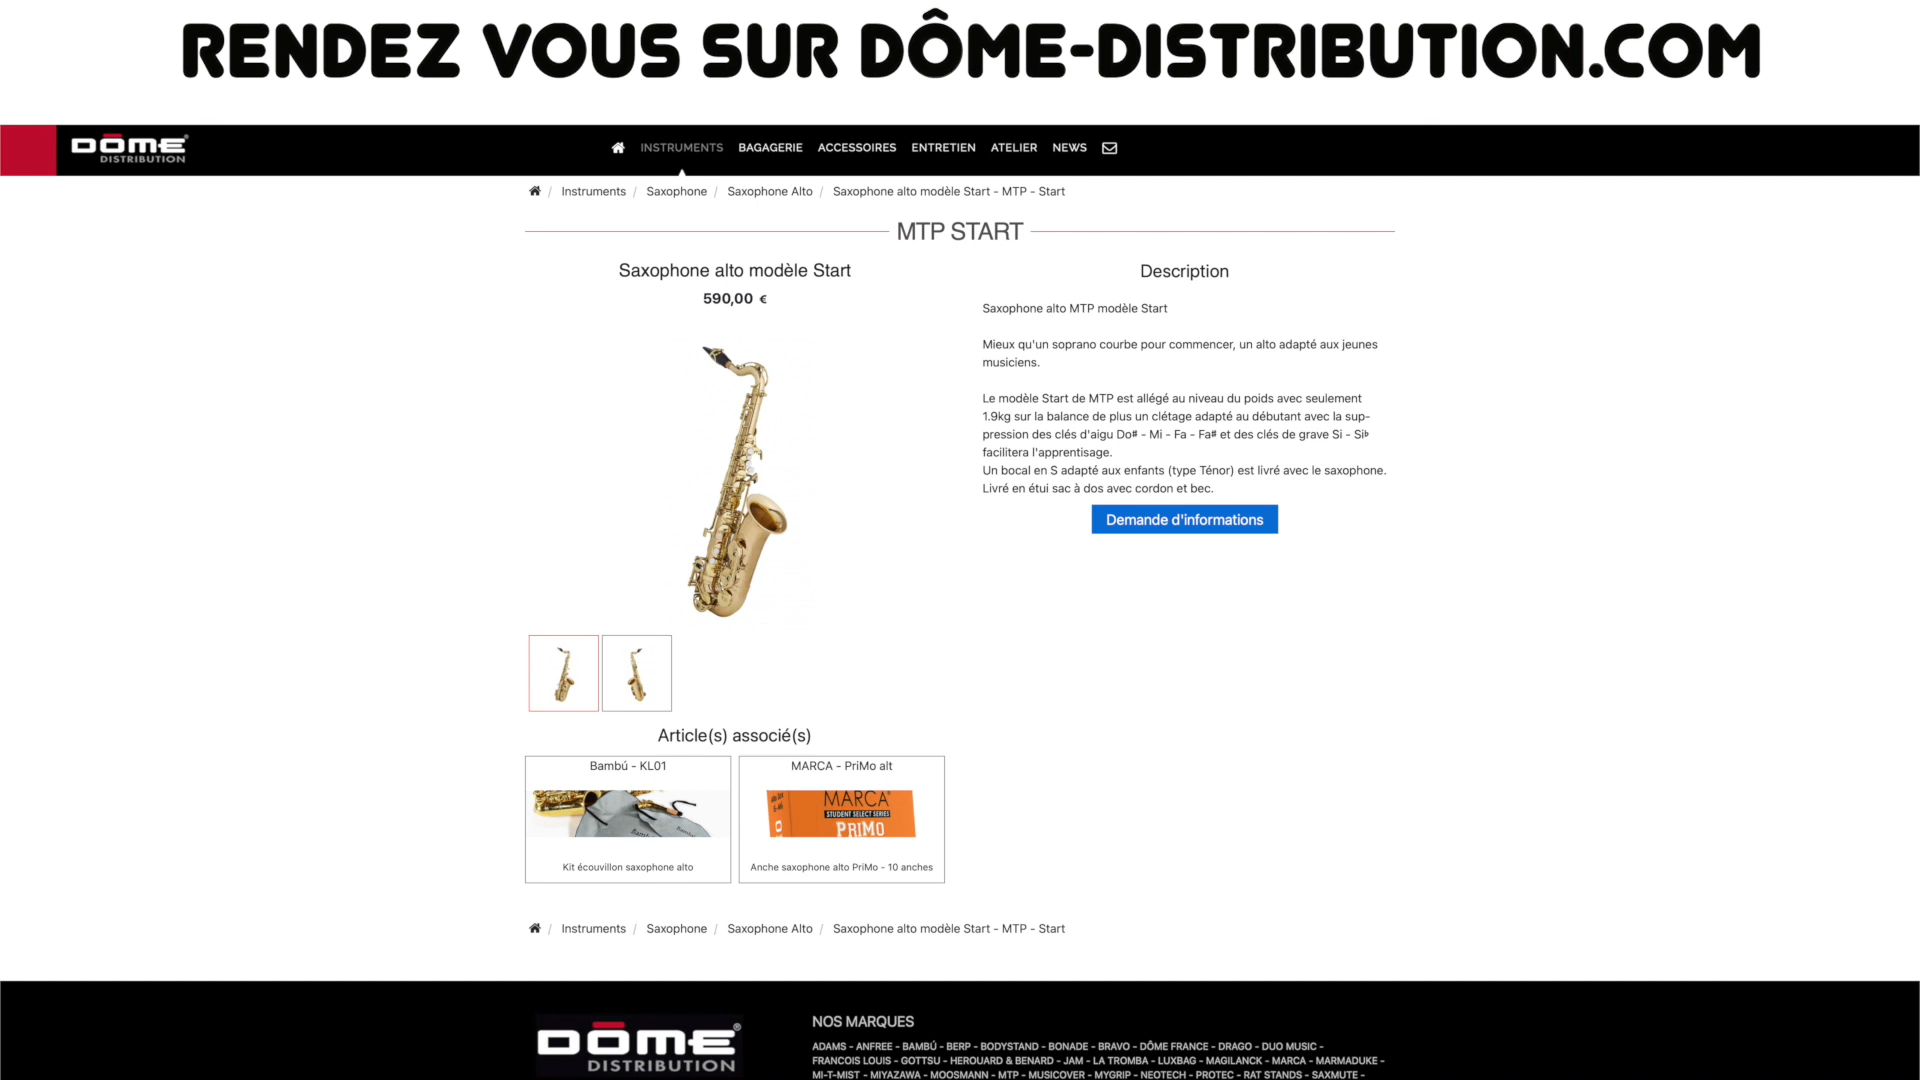 RENDEZ VOUS SUR DÔME-DISTRIBUTION.COM
DÔME®
DISTRIBUTION
INSTRUMENTS BAGAGERIE ACCESSOIRES ENTRETIEN ATELIER NEWS
/ Instruments / Saxophone / Saxophone Alto / Saxophone alto modèle Start - MTP - Start
MTP START
Saxophone alto modèle Start
590,00 €
Description
Saxophone alto MTP modèle Start
Mieux qu'un soprano courbe pour commencer, un alto adapté aux jeunes
musiciens.
Le modèle Start de MTP est allégé au niveau du poids avec seulement
1.9kg sur la balance de plus un clétage adapté au débutant avec la sup-
pression des clés d'aigu Do# - Mi - Fa - Fa# et des clés de grave Si - Si♭
facilitera l'apprentisage.
Un bocal en S adapté aux enfants (type Ténor) est livré avec le saxophone.
Livré en étui sac à dos avec cordon et bec.
Demande d'informations
Article(s) associé(s)
Bambú - KL01
Kit écouvillon saxophone alto
MARCA - PriMo alt
MARCA
STUDENT SELECT SERIES
PRIMO
Anche saxophone alto PriMo - 10 anches
/ Instruments / Saxophone / Saxophone Alto / Saxophone alto modèle Start - MTP - Start
DÔME®
DISTRIBUTION
NOS MARQUES
ADAMS - ANFREE - BAMBÚ - BERP - BODYSTAND - BONADE - BRAVO - DÔME FRANCE - DRAGO - DUO MUSIC -
FRANCOIS LOUIS - GOTTSU - HEROUARD & BENARD - JAM - LA TROMBA - LUXBAG - MAGILANCK - MARCA - MARMADUKE -
MI-T-MIST - MIYAZAWA - MOOSMANN - MTP - MUSICOVER - MYGRIP - NEOTECH - PROTEC - RAT STANDS - SAXMUTE -